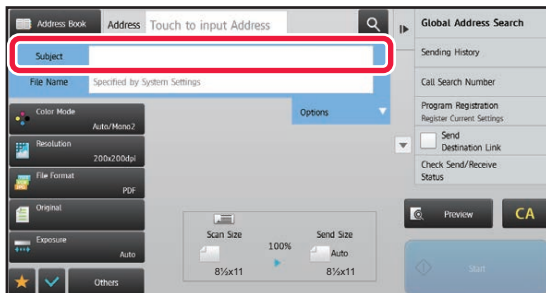 Address Book
Address Touch to input Address
Global Address Search
Subject
Sending History
File Name Specified by System Settings
Call Search Number
Color Mode
Auto/Mono2
Options
Program Registration
Register Current Settings
Resolution
200x200dpi
Send
Destination Link
File Format
PDF
Check Send/Receive
Status
Original
Preview
CA
Scan Size
100%
Send Size
Auto
Exposure
Auto
8½x11
8½x11
Start
Others